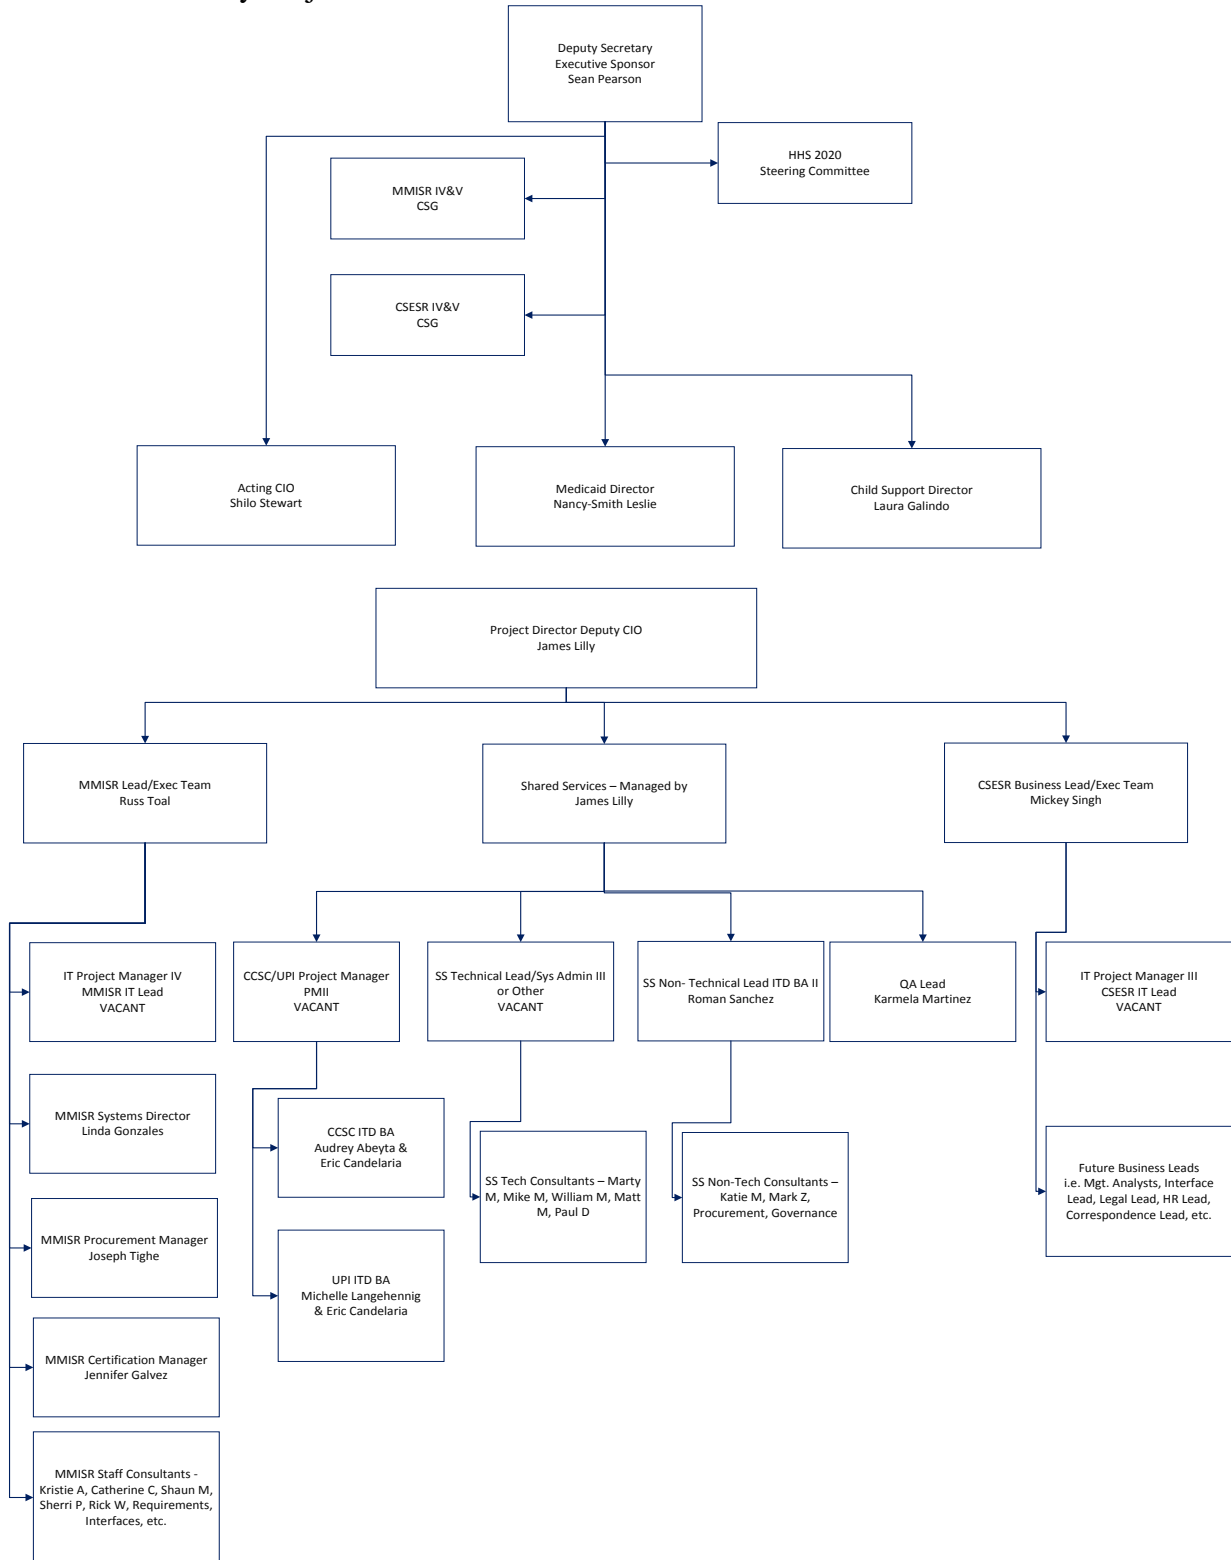 Deputy Secretary
Executive Sponsor
Sean Pearson
HHS 2020
Steering Committee
MMISR IV&V
CSG
CSESR IV&V
CSG
Acting CIO
Shilo Stewart
Medicaid Director
Nancy-Smith Leslie
Child Support Director
Laura Galindo
Project Director Deputy CIO
James Lilly
MMISR Lead/Exec Team
Russ Toal
Shared Services – Managed by
James Lilly
CSESR Business Lead/Exec Team
Mickey Singh
IT Project Manager IV
MMISR IT Lead
VACANT
CCSC/UPI Project Manager
PMII
VACANT
SS Technical Lead/Sys Admin III
or Other
VACANT
SS Non- Technical Lead ITD BA II
Roman Sanchez
QA Lead
Karmela Martinez
IT Project Manager III
CSESR IT Lead
VACANT
MMISR Systems Director
Linda Gonzales
CCSC ITD BA
Audrey Abeyta &
Eric Candelaria
SS Tech Consultants – Marty
M, Mike M, William M, Matt
M, Paul D
SS Non-Tech Consultants –
Katie M, Mark Z,
Procurement, Governance
Future Business Leads
i.e. Mgt. Analysts, Interface
Lead, Legal Lead, HR Lead,
Correspondence Lead, etc.
MMISR Procurement Manager
Joseph Tighe
UPI ITD BA
Michelle Langehennig
& Eric Candelaria
MMISR Certification Manager
Jennifer Galvez
MMISR Staff Consultants -
Kristie A, Catherine C, Shaun M,
Sherri P, Rick W, Requirements,
Interfaces, etc.